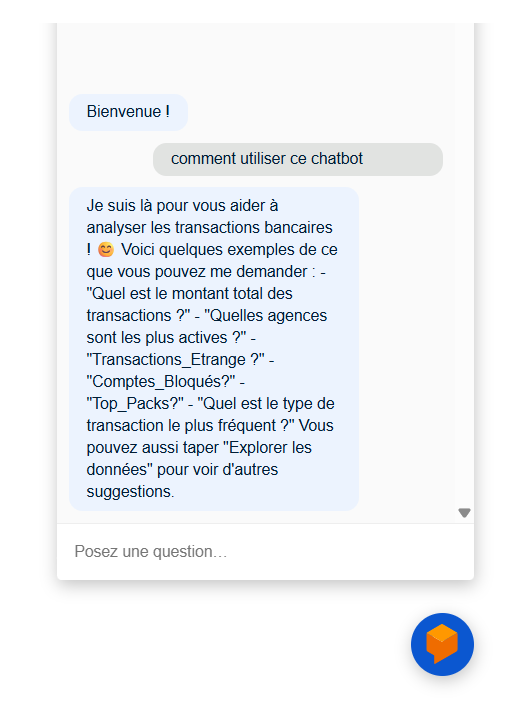 Bienvenue !
comment utiliser ce chatbot
Je suis là pour vous aider à
analyser les transactions bancaires
! 😊 Voici quelques exemples de ce
que vous pouvez me demander : -
"Quel est le montant total des
transactions ?" - "Quelles agences
sont les plus actives ?" -
"Transactions_Etrange ?" -
"Comptes_Bloqués?" -
"Top_Packs?" - "Quel est le type de
transaction le plus fréquent ?" Vous
pouvez aussi taper "Explorer les
données" pour voir d'autres
suggestions.
Posez une question…